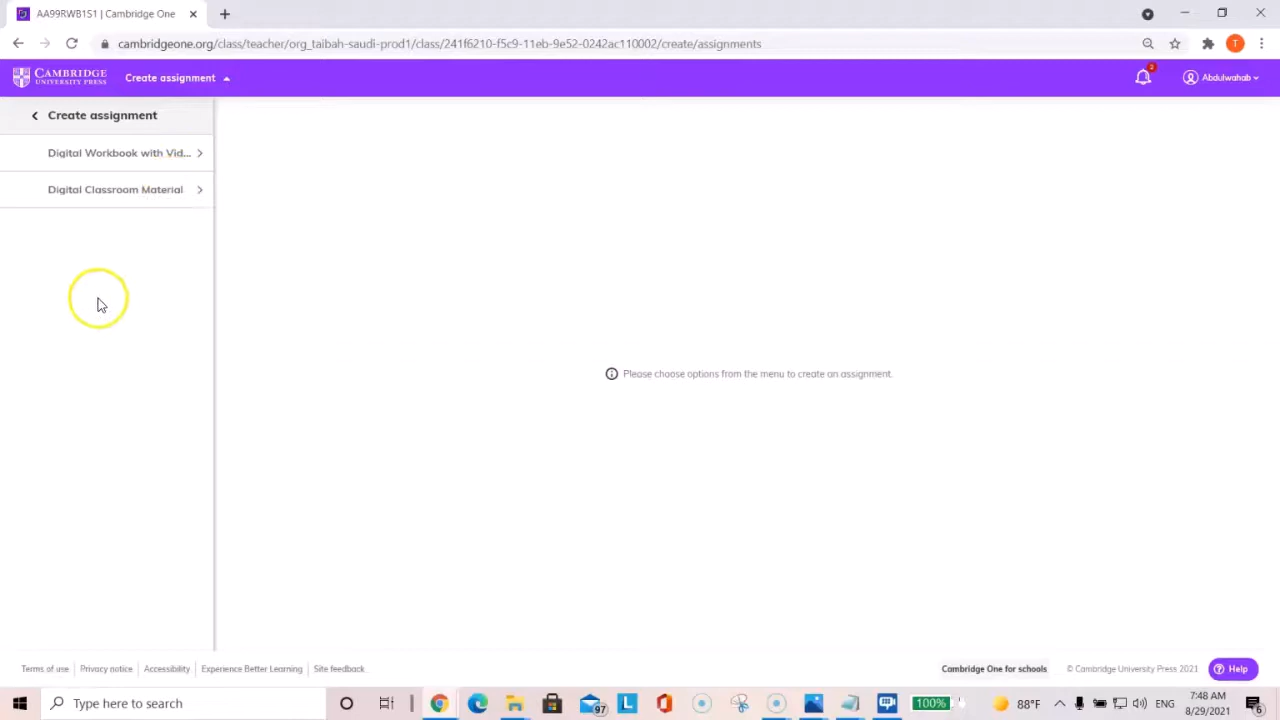 AA99RWB1S1 | Cambridge One
cambridgeone.org/class/teacher/org_taibah-saudi-prod1/class/241f6210-f5c9-11eb-9e52-0242ac110002/create/assignments
T
CAMBRIDGE
UNIVERSITY PRESS
Create assignment
Abdulwahab
Create assignment
Digital Workbook with Vid...
Digital Classroom Material
Please choose options from the menu to create an assignment.
Terms of use
Privacy notice
Accessibility
Experience Better Learning
Site feedback
Cambridge One for schools
© Cambridge University Press 2021
Help
Type here to search
97
L
100%
88°F
ENG
7:48 AM
8/29/2021
6